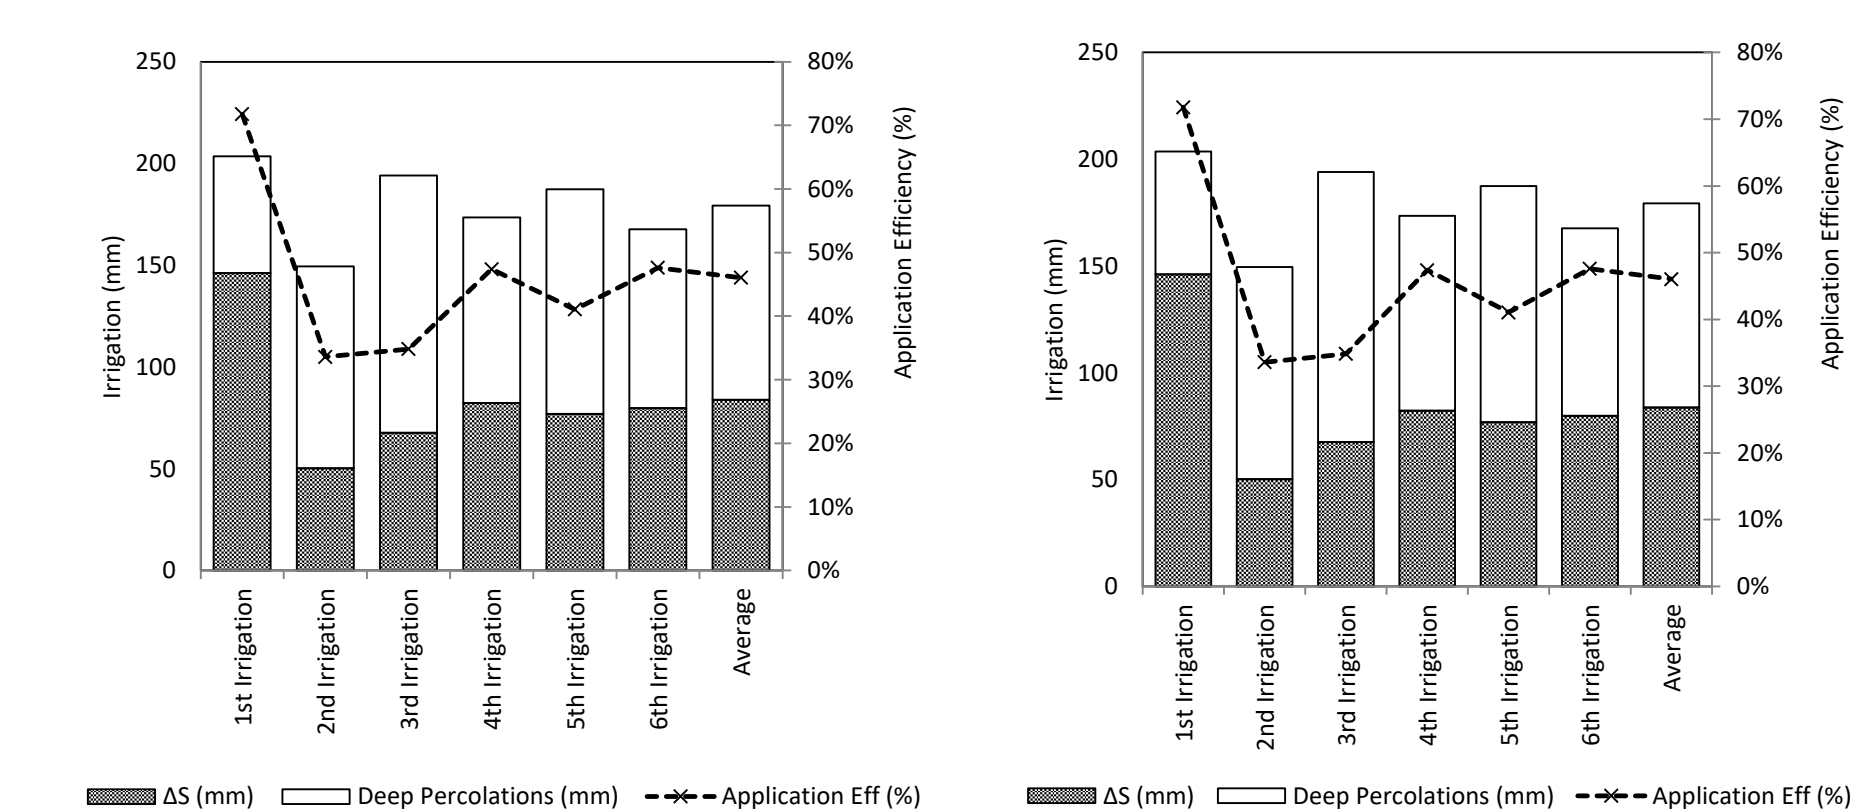 250
200
150
100
50
0
Irrigation (mm)
80%
70%
60%
50%
40%
30%
20%
10%
0%
Application Efficiency (%)
1st Irrigation
2nd Irrigation
3rd Irrigation
4th Irrigation
5th Irrigation
6th Irrigation
Average
ΔS (mm) Deep Percolations (mm) Application Eff (%)
250
200
150
100
50
0
Irrigation (mm)
80%
70%
60%
50%
40%
30%
20%
10%
0%
Application Efficiency (%)
1st Irrigation
2nd Irrigation
3rd Irrigation
4th Irrigation
5th Irrigation
6th Irrigation
Average
ΔS (mm) Deep Percolations (mm) Application Eff (%)